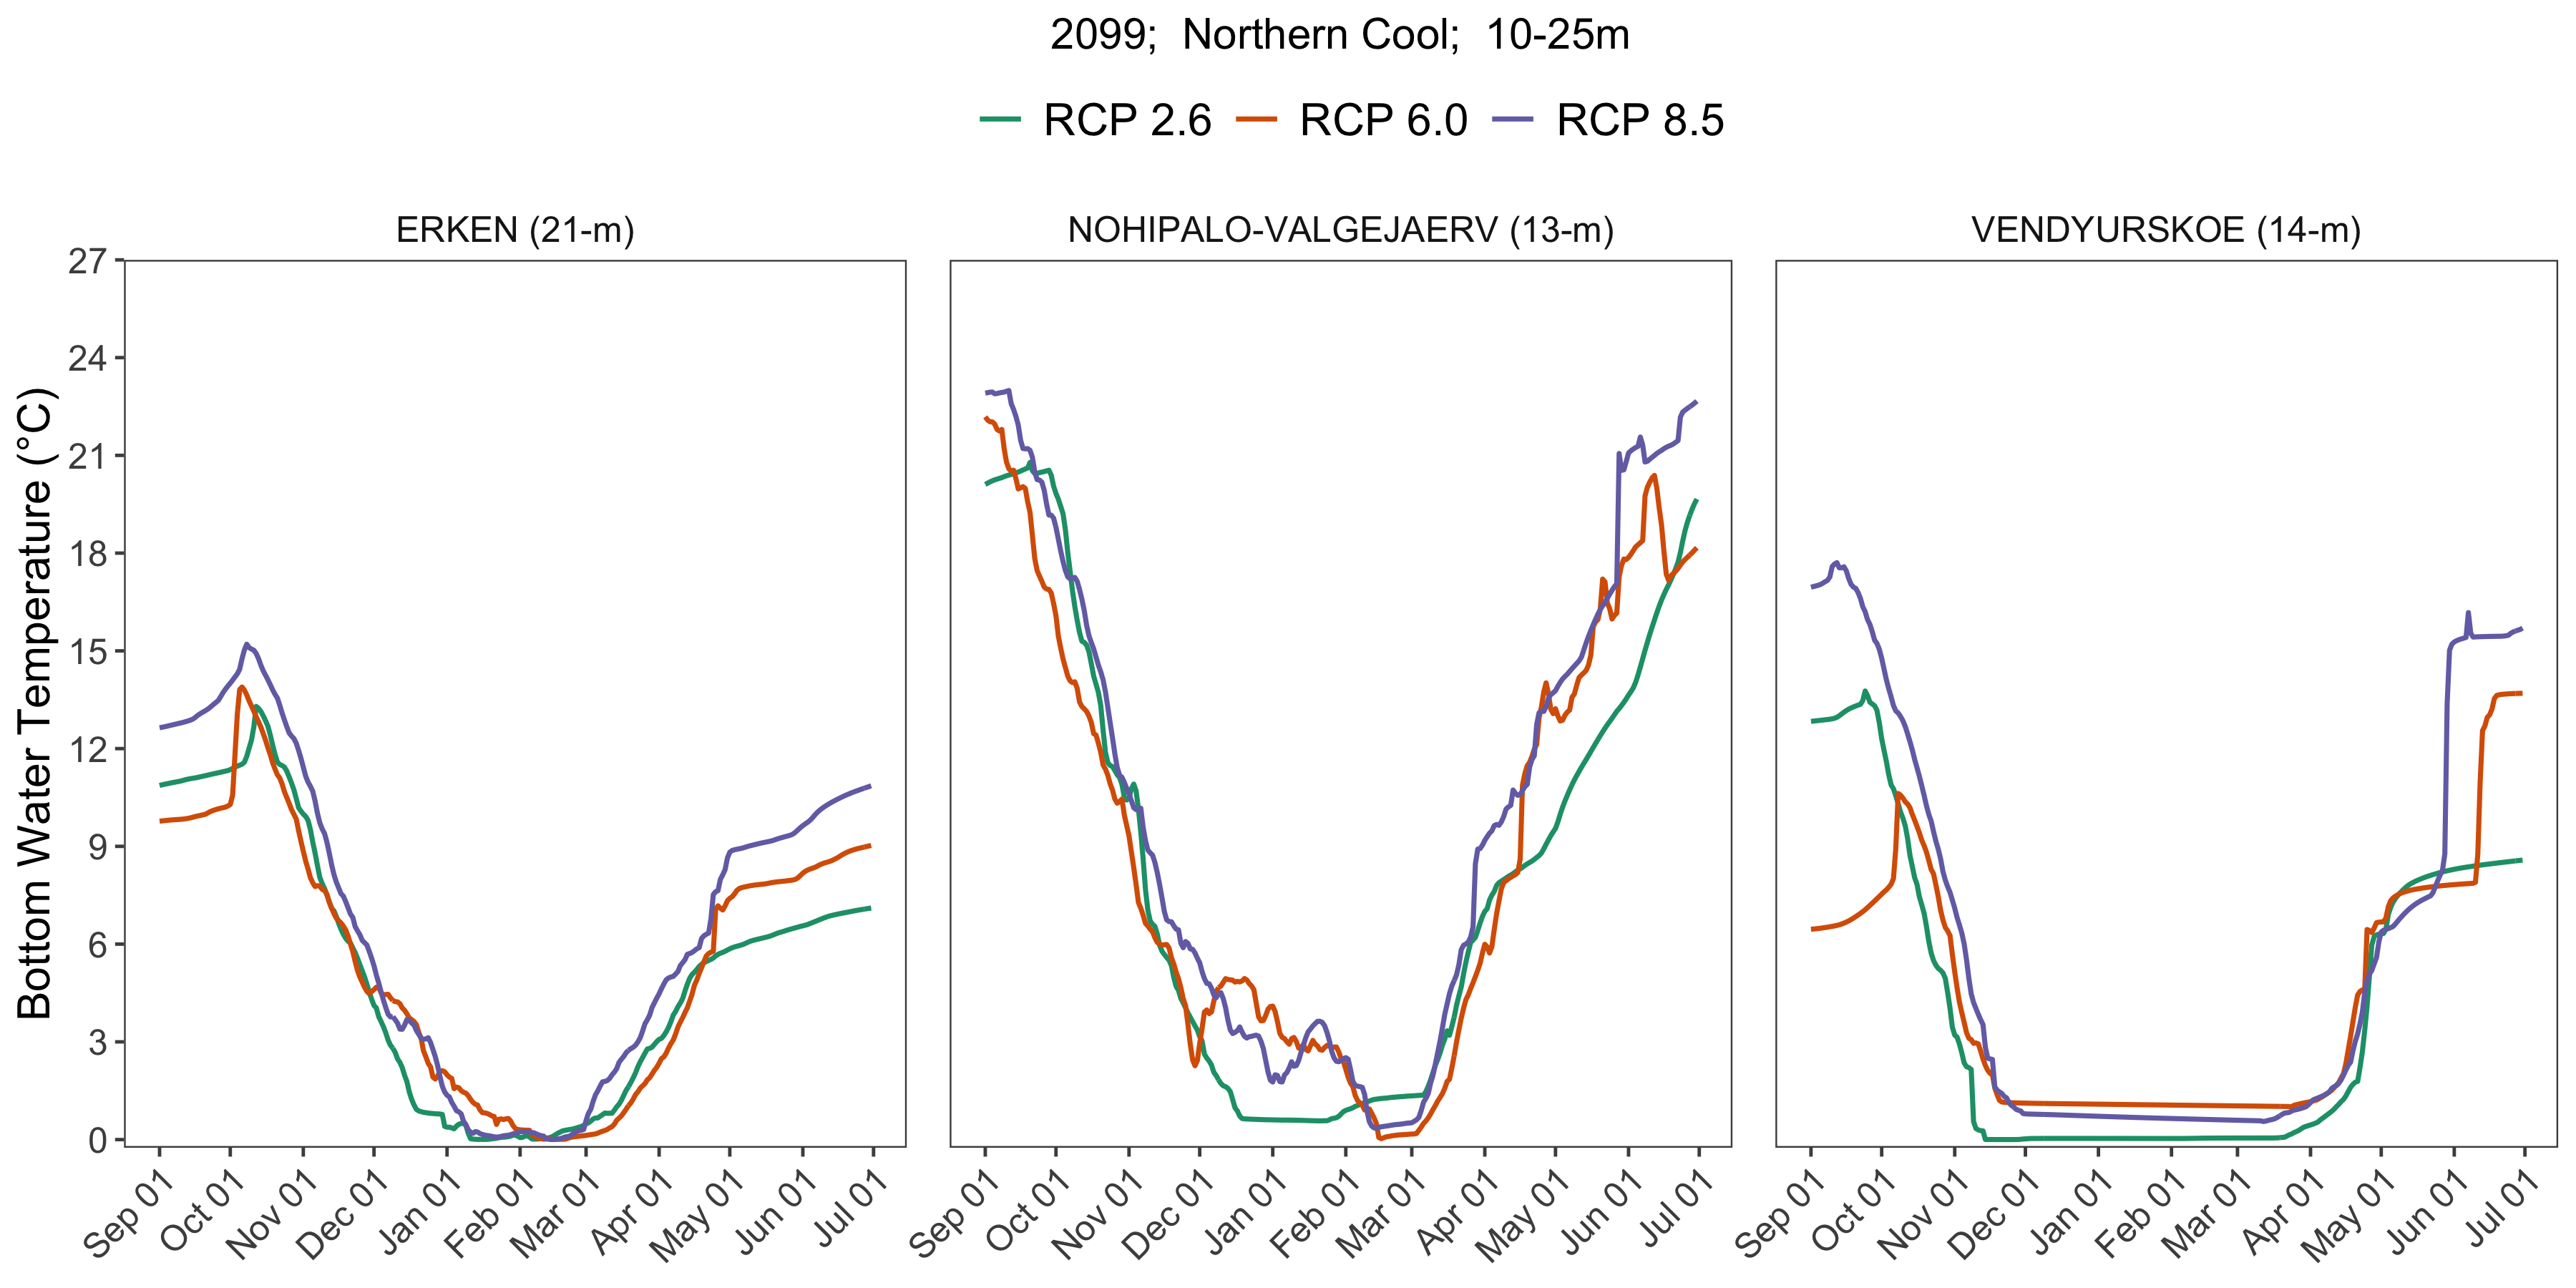 2099;  Northern Cool;  10-25m
RCP 2.6 RCP 6.0 RCP 8.5
ERKEN (21-m) NOHIPALO-VALGEJAERV (13-m) VENDYURSKOE (14-m)
Bottom Water Temperature (°C)
27
24
21
18
15
12
9
6
3
0
Sep 01 Oct 01 Nov 01 Dec 01 Jan 01 Feb 01 Mar 01 Apr 01 May 01 Jun 01 Jul 01 Sep 01 Oct 01 Nov 01 Dec 01 Jan 01 Feb 01 Mar 01 Apr 01 May 01 Jun 01 Jul 01 Sep 01 Oct 01 Nov 01 Dec 01 Jan 01 Feb 01 Mar 01 Apr 01 May 01 Jun 01 Jul 01